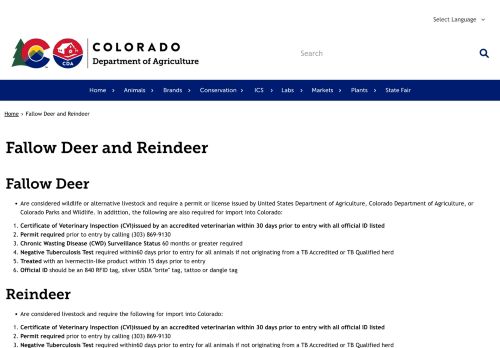 Select Language
COLORADO
Department of Agriculture
CDA
Search
Home > Animals > Brands > Conservation > ICS > Labs > Markets > Plants > State Fair
Home > Fallow Deer and Reindeer
Fallow Deer and Reindeer
Fallow Deer
• Are considered wildlife or alternative livestock and require a permit or license issued by United States Department of Agriculture, Colorado Department of Agriculture, or
Colorado Parks and Wildlife. In addittion, the following are also required for import into Colorado:
1. Certificate of Veterinary Inspection (CVI)issued by an accredited veterinarian within 30 days prior to entry with all official ID listed
2. Permit required prior to entry by calling (303) 869-9130
3. Chronic Wasting Disease (CWD) Surveillance Status 60 months or greater required
4. Negative Tuberculosis Test required within60 days prior to entry for all animals if not originating from a TB Accredited or TB Qualified herd
5. Treated with an Ivermectin-like product within 15 days prior to entry
6. Official ID should be an 840 RFID tag, silver USDA "brite" tag, tattoo or dangle tag
Reindeer
• Are considered livestock and require the following for import into Colorado:
1. Certificate of Veterinary Inspection (CVI)issued by an accredited veterinarian within 30 days prior to entry with all official ID listed
2. Permit required prior to entry by calling (303) 869-9130
3. Negative Tuberculosis Test required within60 days prior to entry for all animals if not originating from a TB Accredited or TB Qualified herd